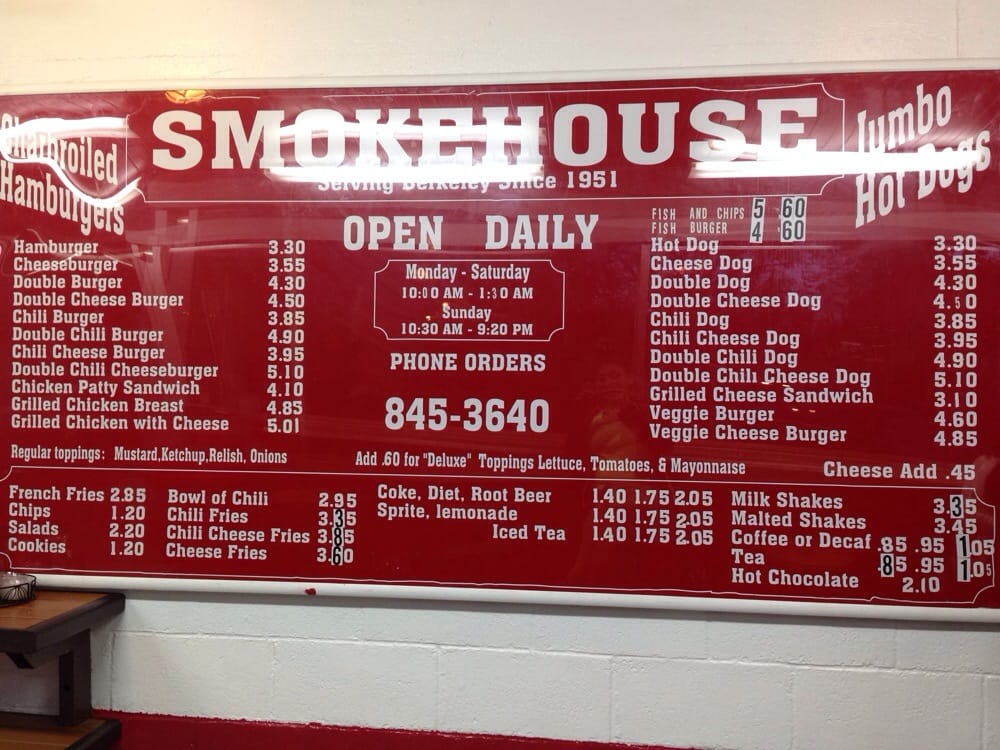 Charbroiled
Hamburgers
SMOKEHOUSE
Serving Berkeley Since 1951
Jumbo
Hot Dogs
OPEN DAILY
Monday - Saturday
10:00 AM - 1:30 AM
Sunday
10:30 AM - 9:20 PM
PHONE ORDERS
845-3640
Hamburger 3.30
Cheeseburger 3.55
Double Burger 4.30
Double Cheese Burger 4.50
Chili Burger 3.85
Double Chili Burger 4.90
Chili Cheese Burger 3.95
Double Chili Cheeseburger 5.10
Chicken Patty Sandwich 4.10
Grilled Chicken Breast 4.85
Grilled Chicken with Cheese 5.01
FISH AND CHIPS 5 60
FISH BURGER 4 60
Hot Dog 3.30
Cheese Dog 3.55
Double Dog 4.30
Double Cheese Dog 4.50
Chili Dog 3.85
Chili Cheese Dog 3.95
Double Chili Dog 4.90
Double Chili Cheese Dog 5.10
Grilled Cheese Sandwich 3.10
Veggie Burger 4.60
Veggie Cheese Burger 4.85
Regular toppings: Mustard,Ketchup,Relish, Onions
Add .60 for "Deluxe" Toppings Lettuce, Tomatoes, & Mayonnaise
Cheese Add .45
French Fries 2.85
Chips 1.20
Salads 2.20
Cookies 1.20
Bowl of Chili 2.95
Chili Fries 3.35
Chili Cheese Fries 3.85
Cheese Fries 3.60
Coke, Diet, Root Beer 1.40 1.75 2.05
Sprite, lemonade 1.40 1.75 2.05
Iced Tea 1.40 1.75 2.05
Milk Shakes 3.35
Malted Shakes 3.45
Coffee or Decaf .85 .95 1.05
Tea .85 .95 1.05
Hot Chocolate 2.10